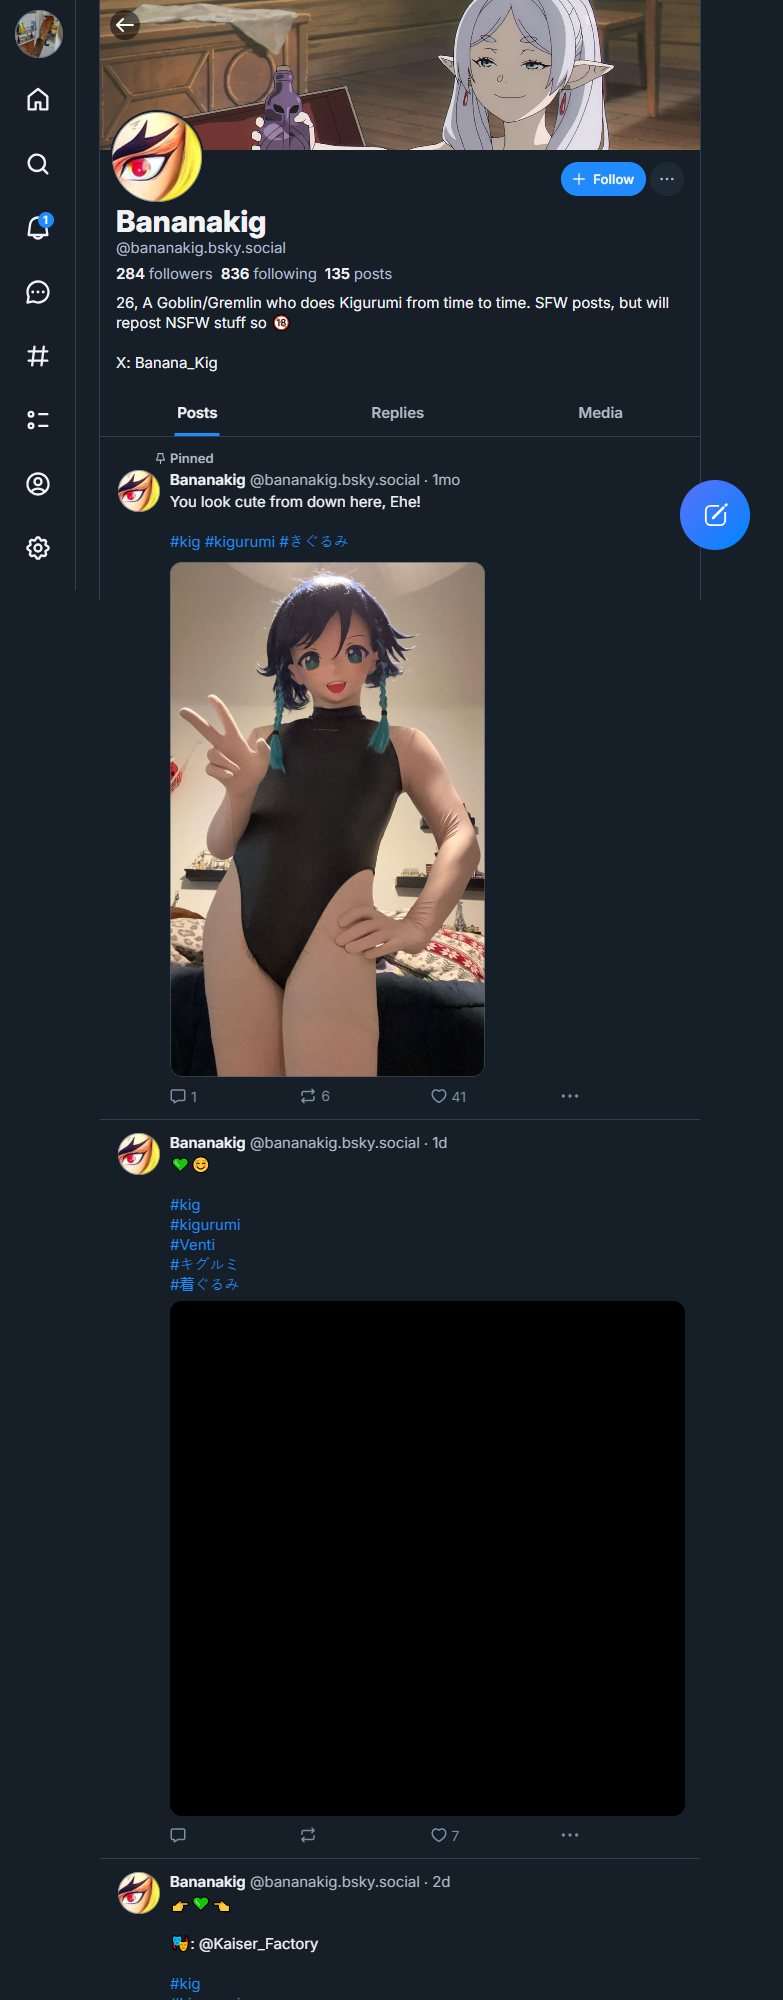 1
+ Follow
Bananakig
@bananakig.bsky.social
284 followers 836 following 135 posts
26, A Goblin/Gremlin who does Kigurumi from time to time. SFW posts, but will
repost NSFW stuff so 🔞
X: Banana_Kig
Posts Replies Media
Pinned
Bananakig @bananakig.bsky.social · 1mo
You look cute from down here, Ehe!
#kig #kigurumi #きぐるみ
1 6 41
Bananakig @bananakig.bsky.social · 1d
💚😊
#kig
#kigurumi
#Venti
#キグルミ
#着ぐるみ
7
Bananakig @bananakig.bsky.social · 2d
👉💚👈
🎭: @Kaiser_Factory
#kig